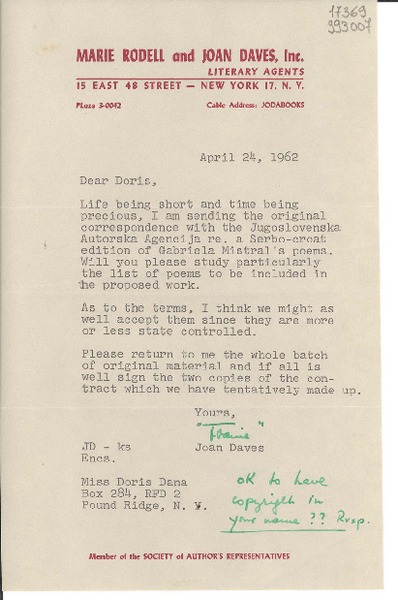 17369
993007
MARIE RODELL and JOAN DAVES, Inc.
LITERARY AGENTS
15 EAST 48 STREET — NEW YORK 17, N. Y.
PLaza 3-0042 Cable Address: JODABOOKS
April 24, 1962
Dear Doris,
Life being short and time being
precious, I am sending the original
correspondence with the Jugoslovenska
Autorska Agencija re. a Serbo-croat
edition of Gabriela Mistral's poems.
Will you please study particularly
the list of poems to be included in
the proposed work.
As to the terms, I think we might as
well accept them since they are more
or less state controlled.
Please return to me the whole batch
of original material and if all is
well sign the two copies of the con-
tract which we have tentatively made up.
Yours,
JD - ks Joan Daves
Encs.
Miss Doris Dana
Box 284, RFD 2
Pound Ridge, N. Y.
OK to have
copyright in
your name ?? Rvsp.
Member of the SOCIETY of AUTHOR'S REPRESENTATIVES